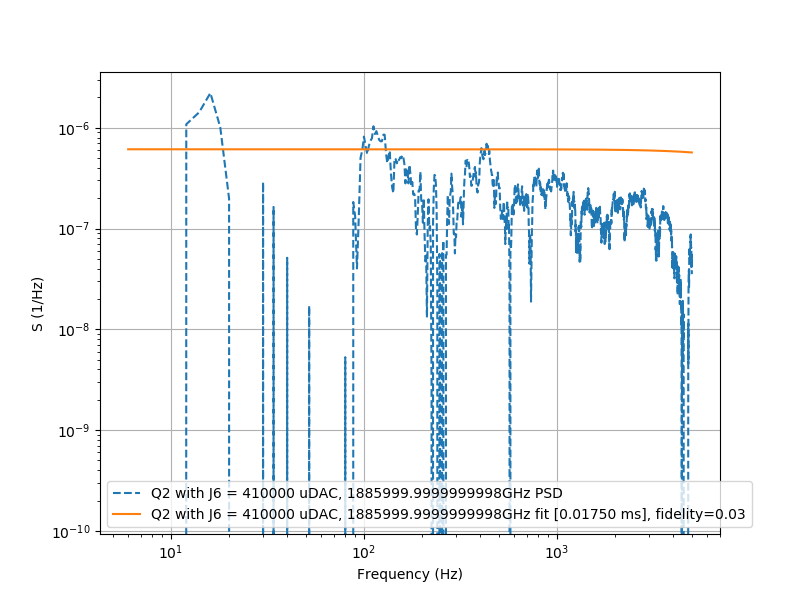 10⁻⁶
10⁻⁷
10⁻⁸
10⁻⁹
10⁻¹⁰
S (1/Hz)
Q2 with J6 = 410000 uDAC, 1885999.9999999998GHz PSD
Q2 with J6 = 410000 uDAC, 1885999.9999999998GHz fit [0.01750 ms], fidelity=0.03
10¹ 10² 10³
Frequency (Hz)